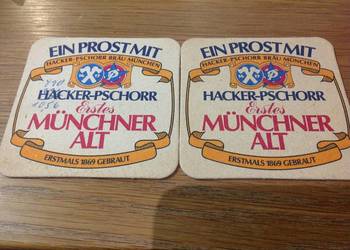 EIN PROST MIT
HACKER-PSCHORR BRÄU MÜNCHEN
HACKER-PSCHORR
Erstes
MÜNCHNER
ALT
ERSTMALS 1869 GEBRAUT
EIN PROST MIT
HACKER-PSCHORR BRÄU MÜNCHEN
HACKER-PSCHORR
Erstes
MÜNCHNER
ALT
ERSTMALS 1869 GEBRAUT